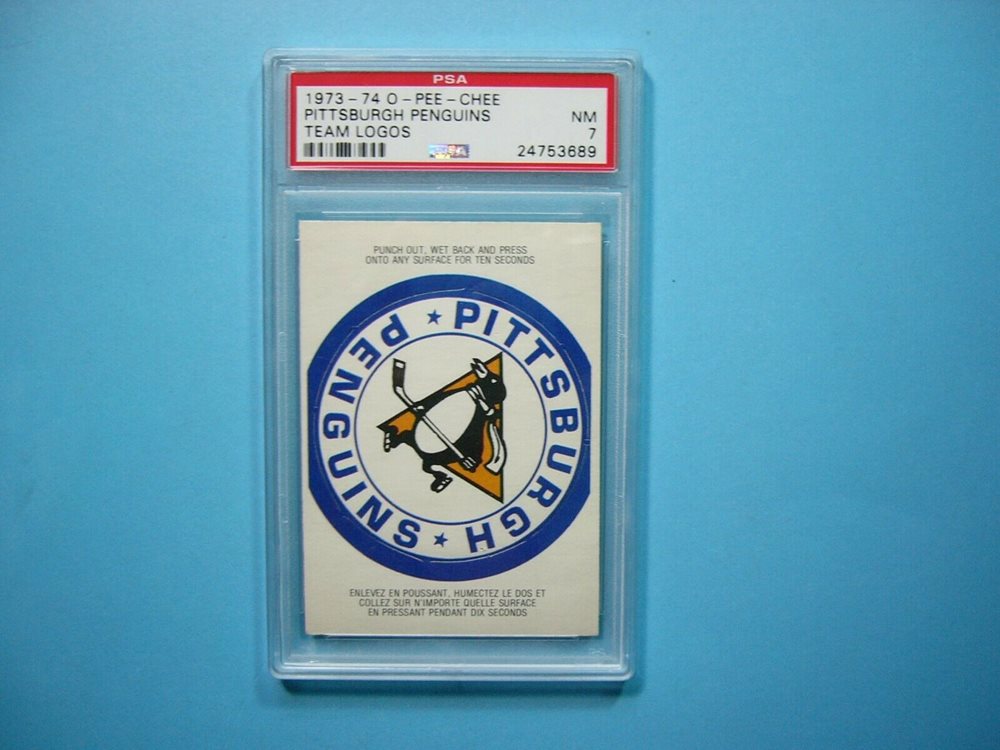 PSA
1973-74 O-PEE-CHEE
PITTSBURGH PENGUINS NM
TEAM LOGOS 7
24753689
PUNCH OUT, WET BACK AND PRESS
ONTO ANY SURFACE FOR TEN SECONDS
PITTSBURGH
PENGUINS
ENLEVEZ EN POUSSANT, HUMECTEZ LE DOS ET
COLLEZ SUR N'IMPORTE QUELLE SURFACE
EN PRESSANT PENDANT DIX SECONDS